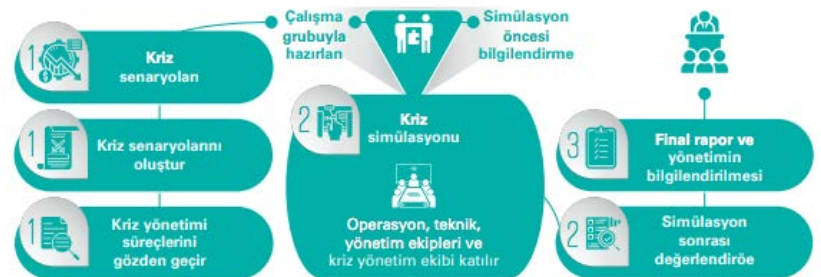 1
Kriz
senaryoları
1
Kriz senaryolarını
oluştur
1
Kriz yönetimi
süreçlerini
gözden geçir
Çalışma
grubuyla
hazırlan
Simülasyon
öncesi
bilgilendirme
2
Kriz
simülasyonu
Operasyon, teknik,
yönetim ekipleri ve
kriz yönetim ekibi katılır
3
Final rapor ve
yönetimin
bilgilendirilmesi
2
Simülasyon
sonrası
değerlendiröe